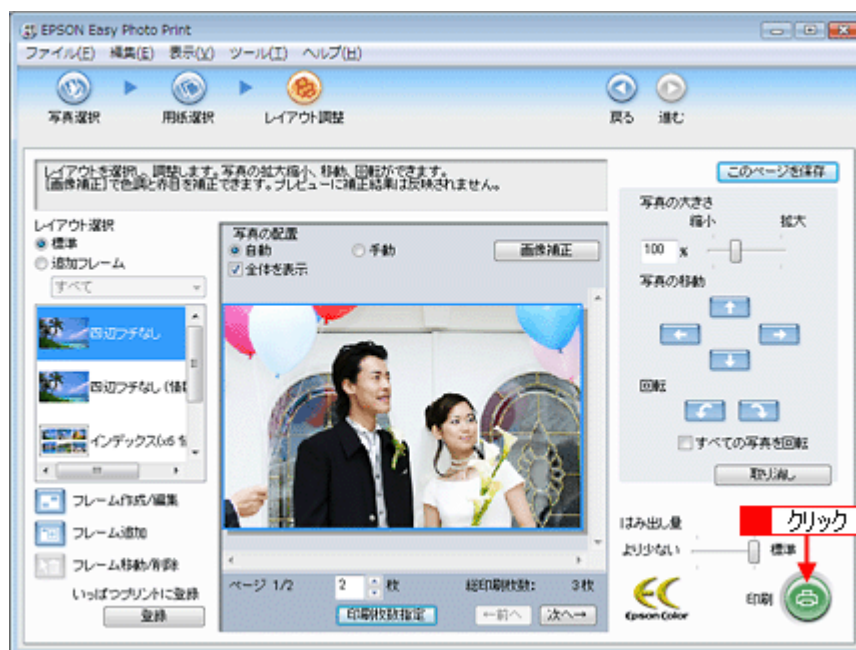 EPSON Easy Photo Print
ファイル(F) 編集(E) 表示(V) ツール(T) ヘルプ(H)
写真選択 用紙選択 レイアウト調整 戻る 進む
レイアウトを選択し、調整します。写真の拡大縮小、移動、回転ができます。
[画像補正]で色調と赤目を補正できます。プレビューに補正結果は反映されません。
このページを保存
レイアウト選択
標準
追加フレーム
すべて
四辺フチなし
四辺フチなし (情報
インデックス(x6 1
フレーム作成/編集
フレーム追加
フレーム移動/削除
いっぱつプリントに登録
登録
写真の配置
自動 手動 画像補正
全体を表示
ページ 1/2 2 枚 総印刷枚数: 3枚
印刷枚数指定 ←前へ 次へ→
写真の大きさ
縮小 拡大
100 %
写真の移動
回転
すべての写真を回転
取り消し
はみ出し量
クリック
より少ない 標準
Epson Color
印刷